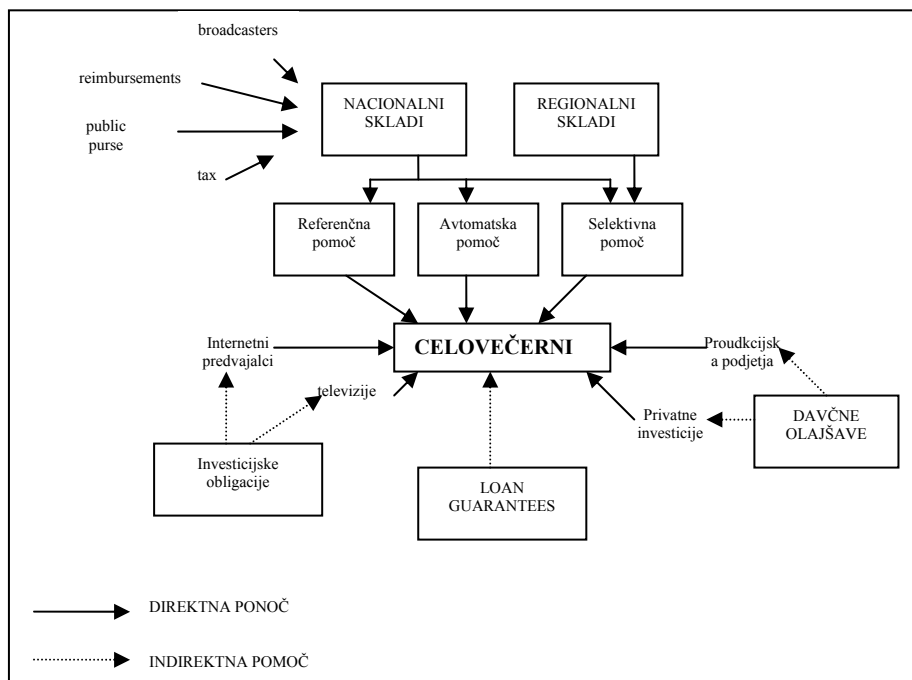 broadcasters
reimbursements
public
purse
tax
NACIONALNI
SKLADI
REGIONALNI
SKLADI
Referenčna
pomoč
Avtomatska
pomoč
Selektivna
pomoč
Internetni
predvajalci
CELOVEČERNI
Proudkcijsk
a podjetja
televizije
Privatne
investicije
DAVČNE
OLAJŠAVE
Investicijske
obligacije
LOAN
GUARANTEES
DIREKTNA PONOČ
INDIREKTNA POMOČ